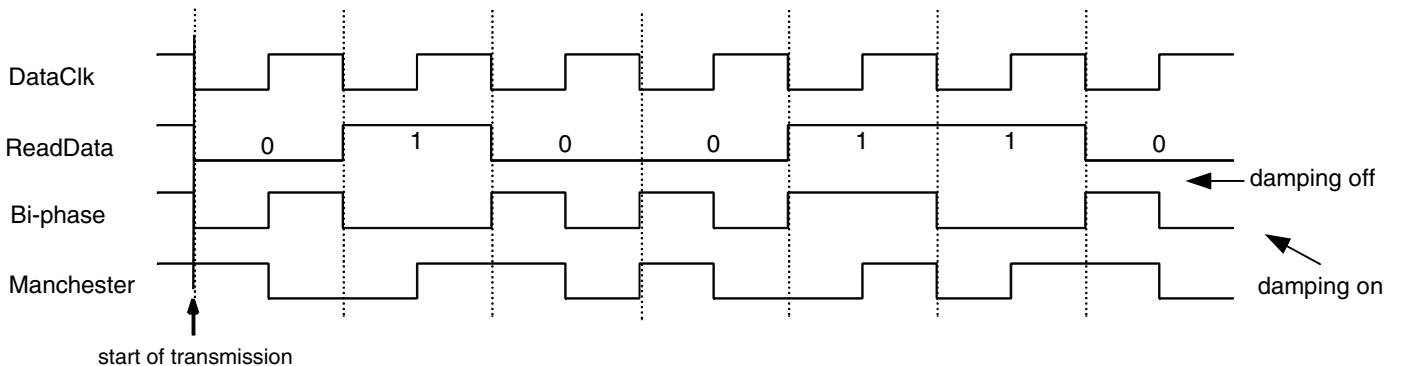 DataClk
ReadData 0 1 0 0 1 1 0
damping off
Bi-phase
Manchester
damping on
start of transmission